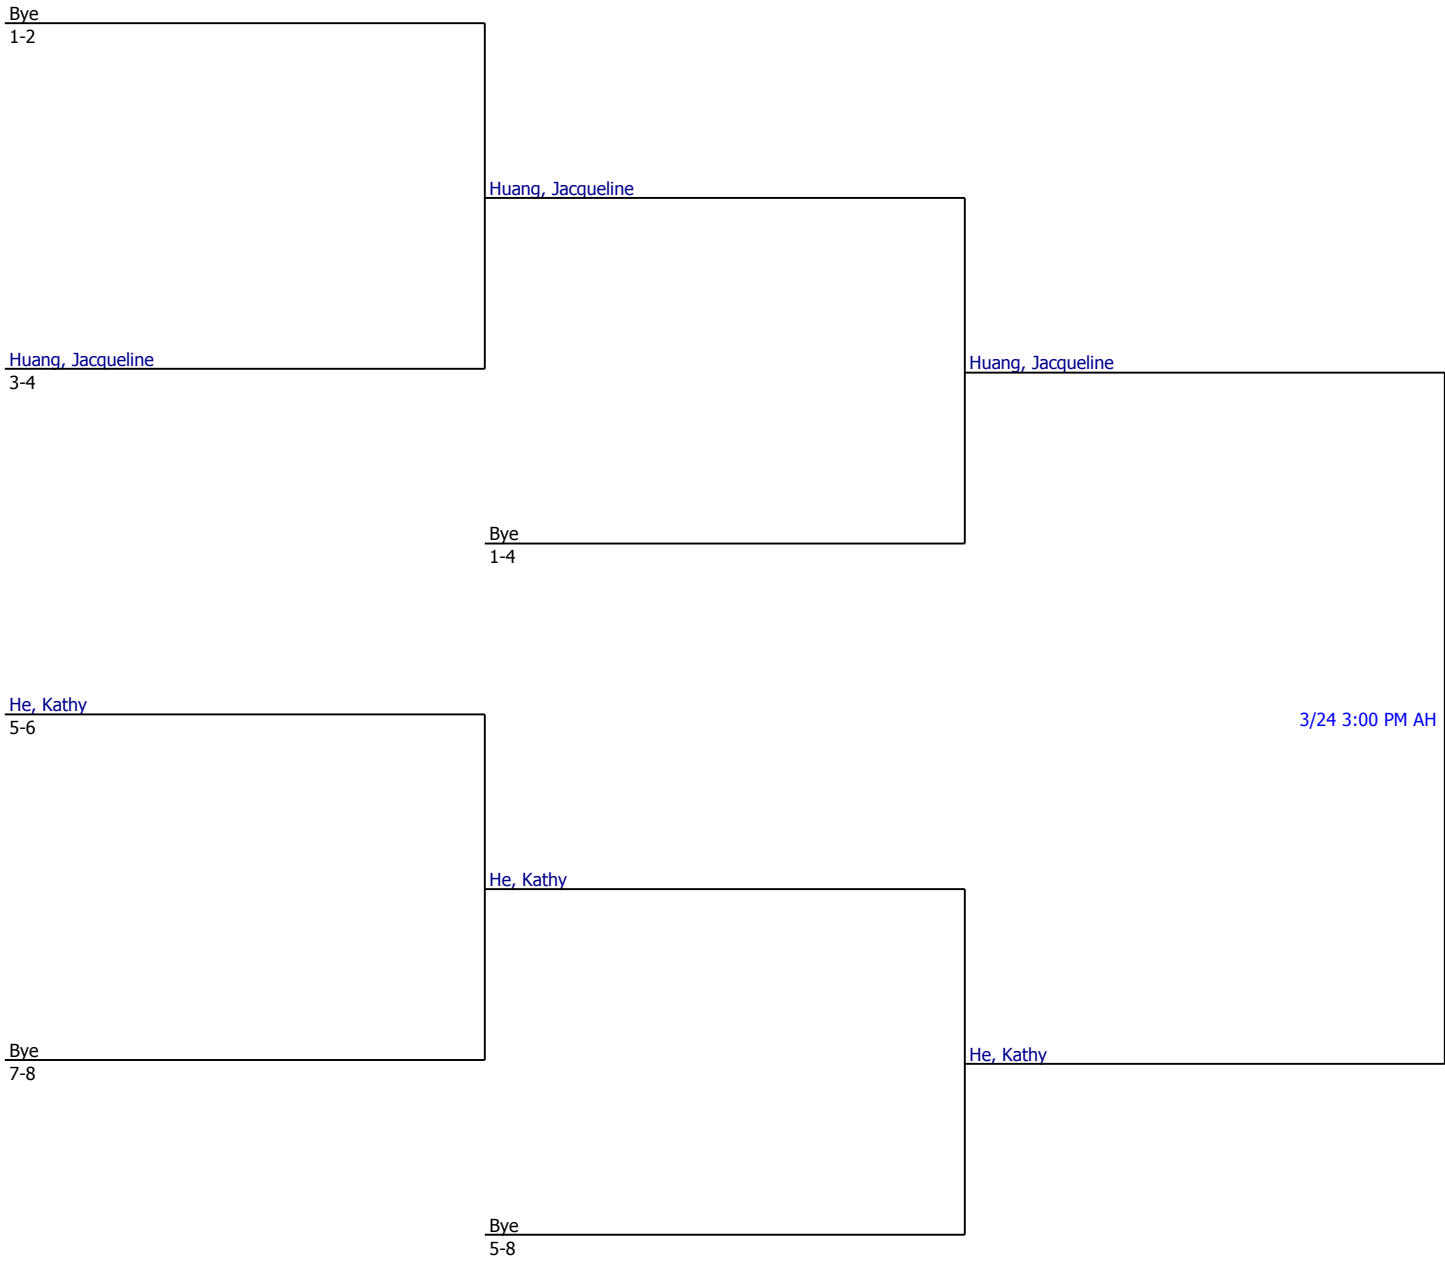 Bye
1-2
Huang, Jacqueline
Huang, Jacqueline
3-4
Huang, Jacqueline
Bye
1-4
He, Kathy
5-6
3/24 3:00 PM AH
He, Kathy
Bye
7-8
He, Kathy
Bye
5-8